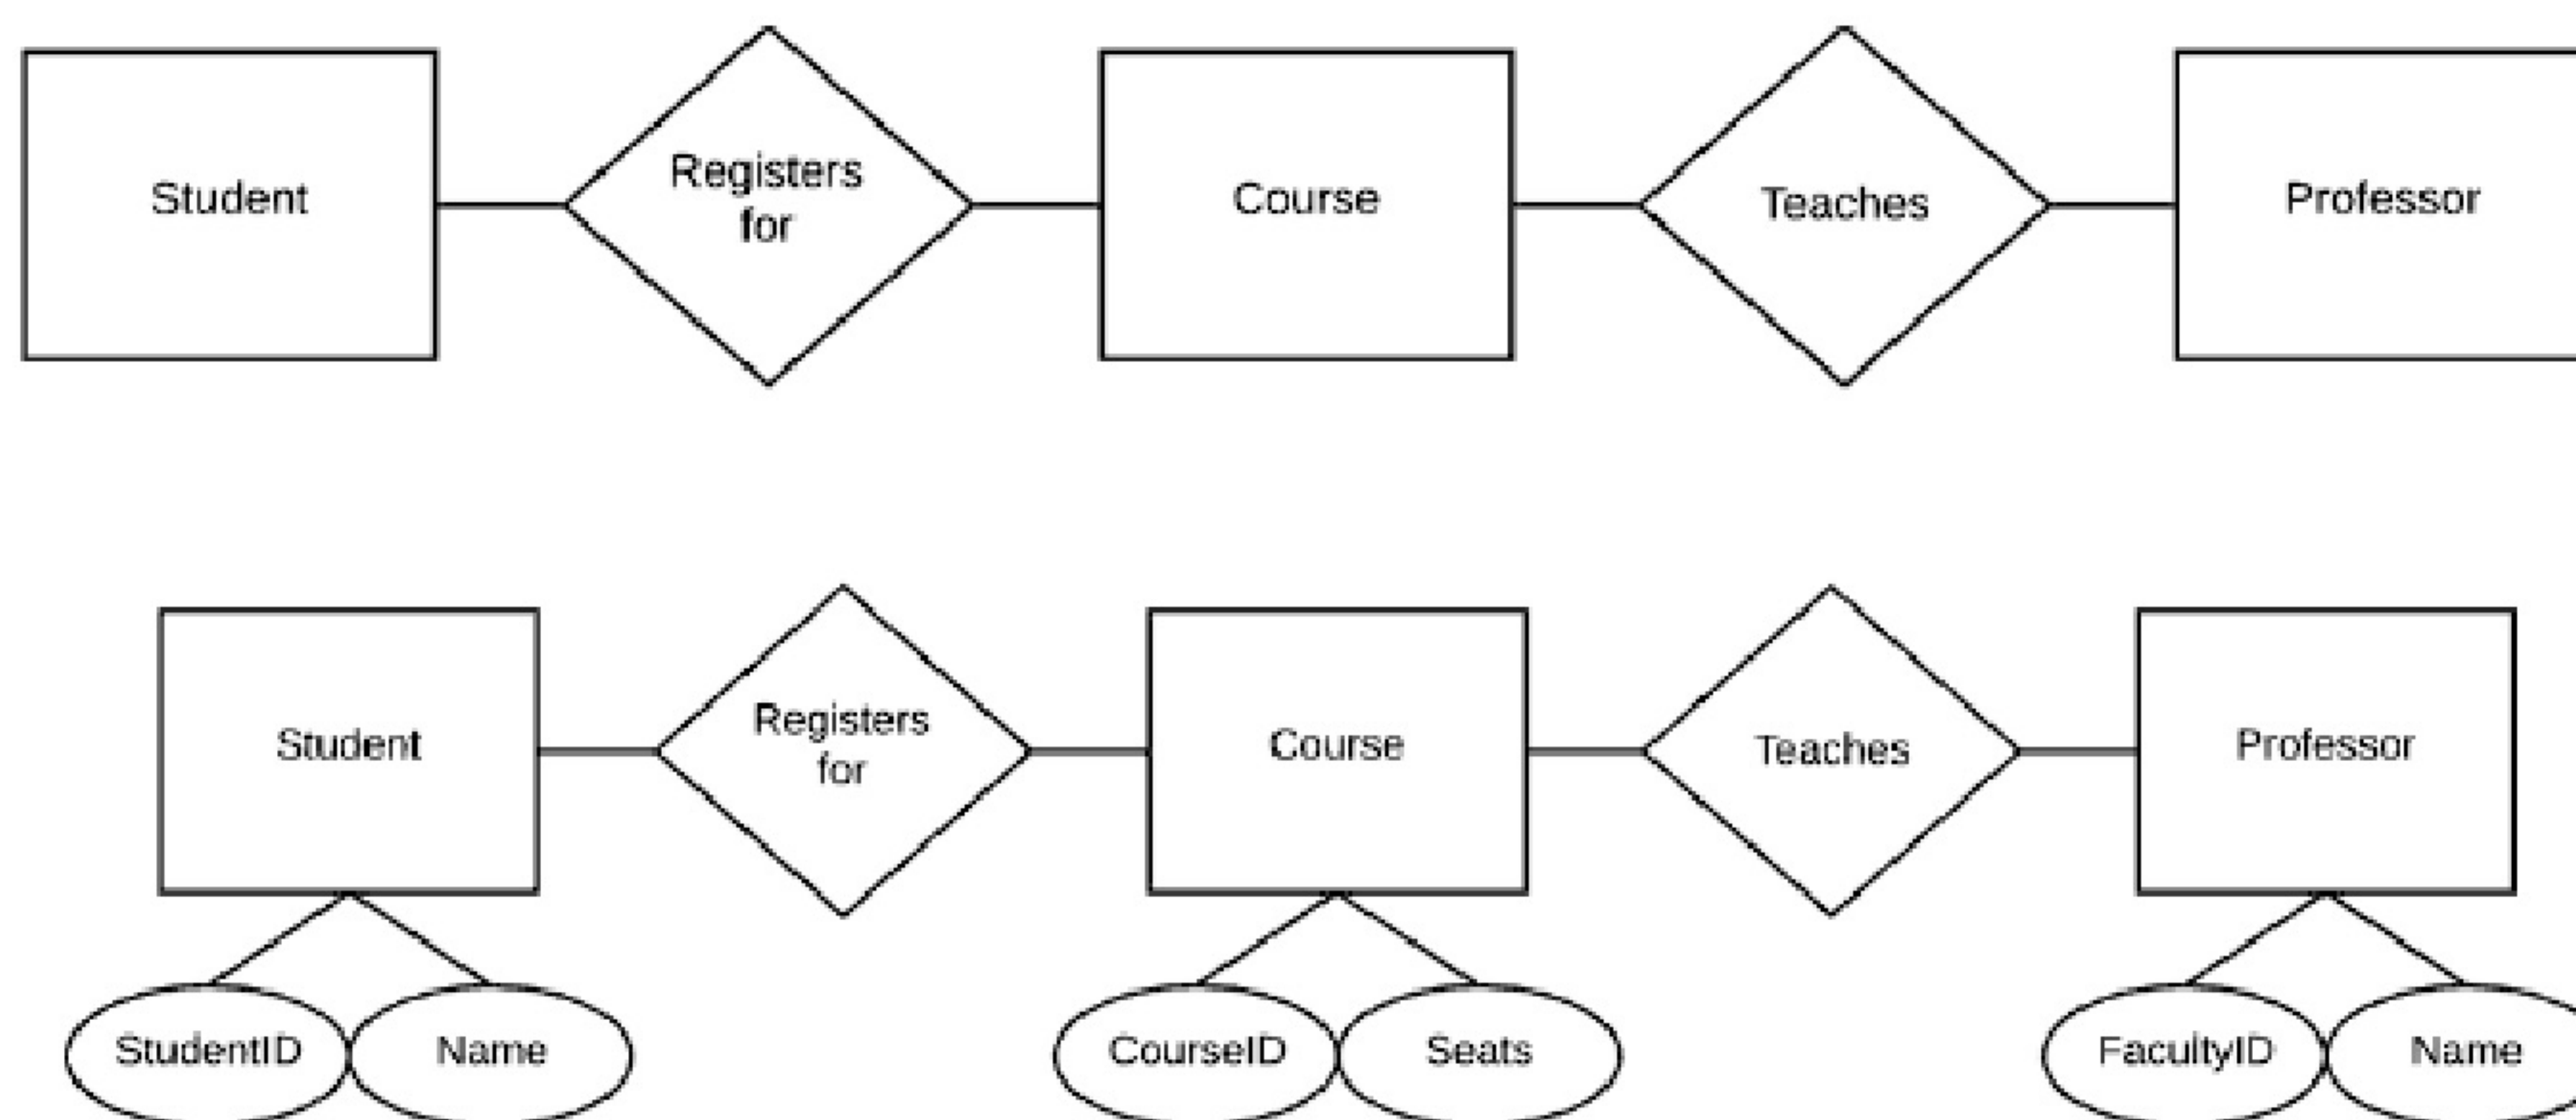 Student
Registers
for
Course
Teaches
Professor
Student
Registers
for
Course
Teaches
Professor
StudentID
Name
CourseID
Seats
FacultyID
Name